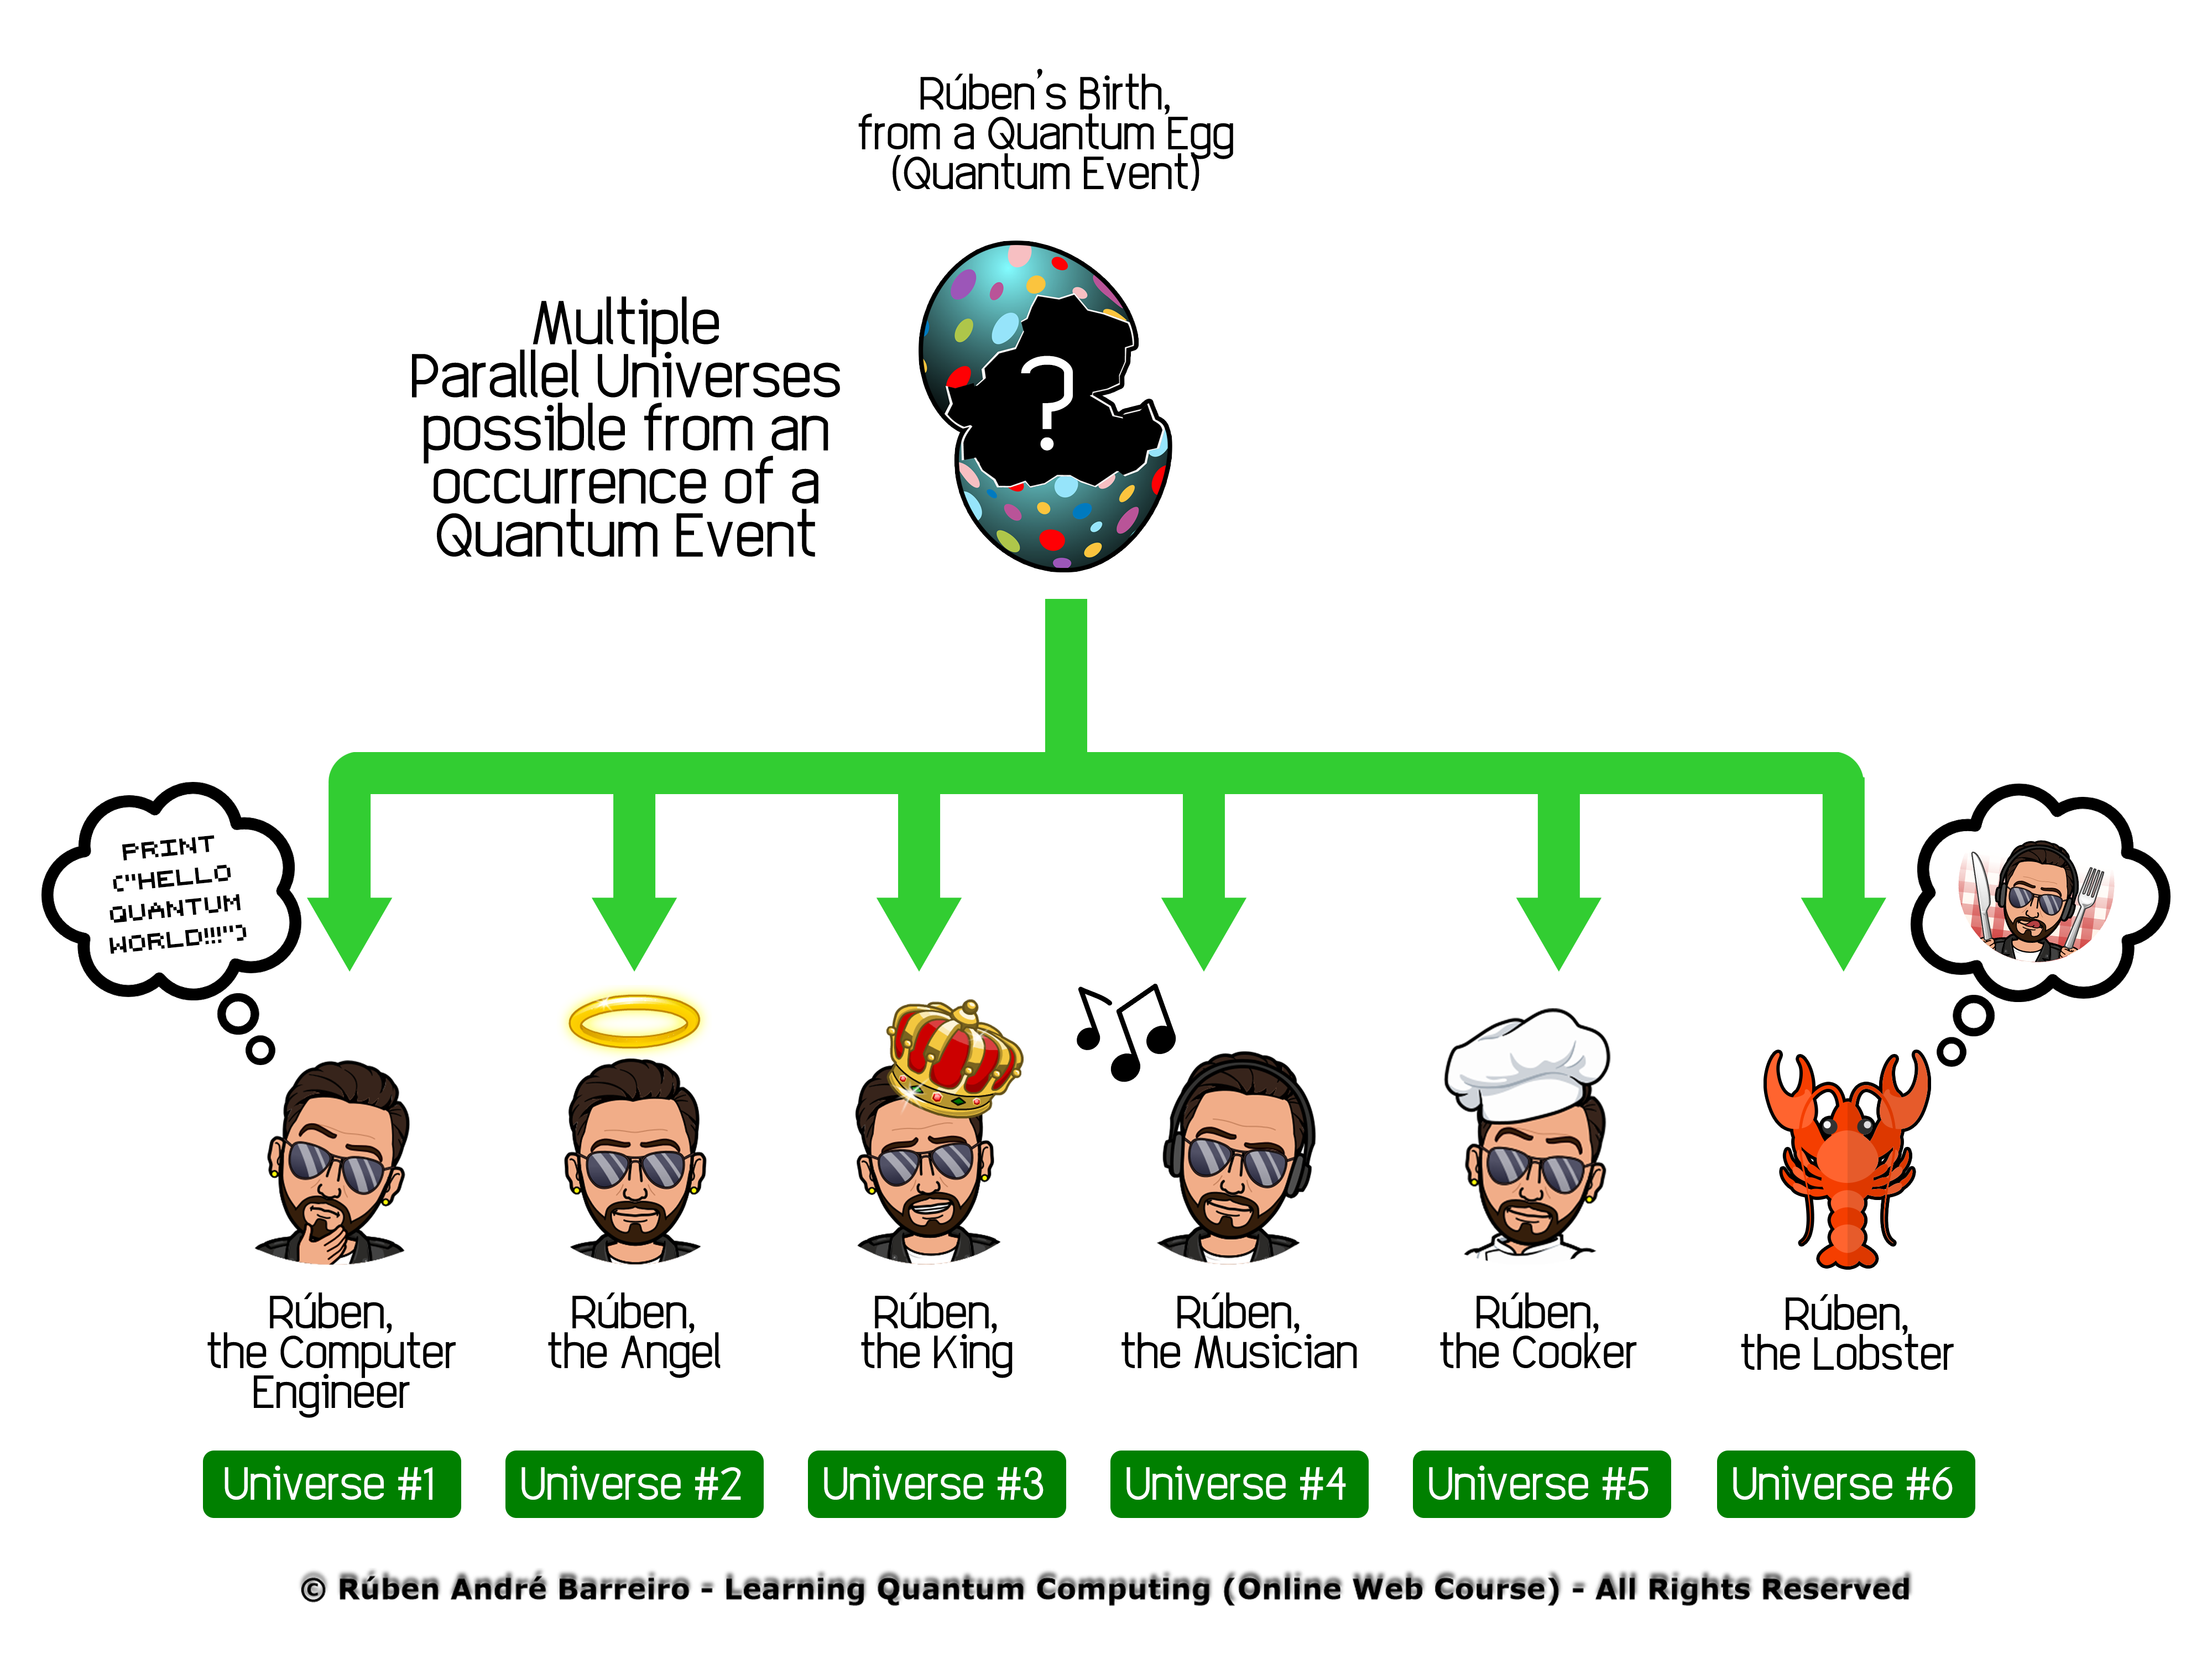 Rúben's Birth,
from a Quantum Egg
(Quantum Event)
Multiple
Parallel Universes
possible from an
occurrence of a
Quantum Event
?
PRINT
("HELLO
QUANTUM
WORLD!!!")
Rúben,
the Computer
Engineer
Rúben,
the Angel
Rúben,
the King
Rúben,
the Musician
Rúben,
the Cooker
Rúben,
the Lobster
Universe #1
Universe #2
Universe #3
Universe #4
Universe #5
Universe #6
© Rúben André Barreiro - Learning Quantum Computing (Online Web Course) - All Rights Reserved